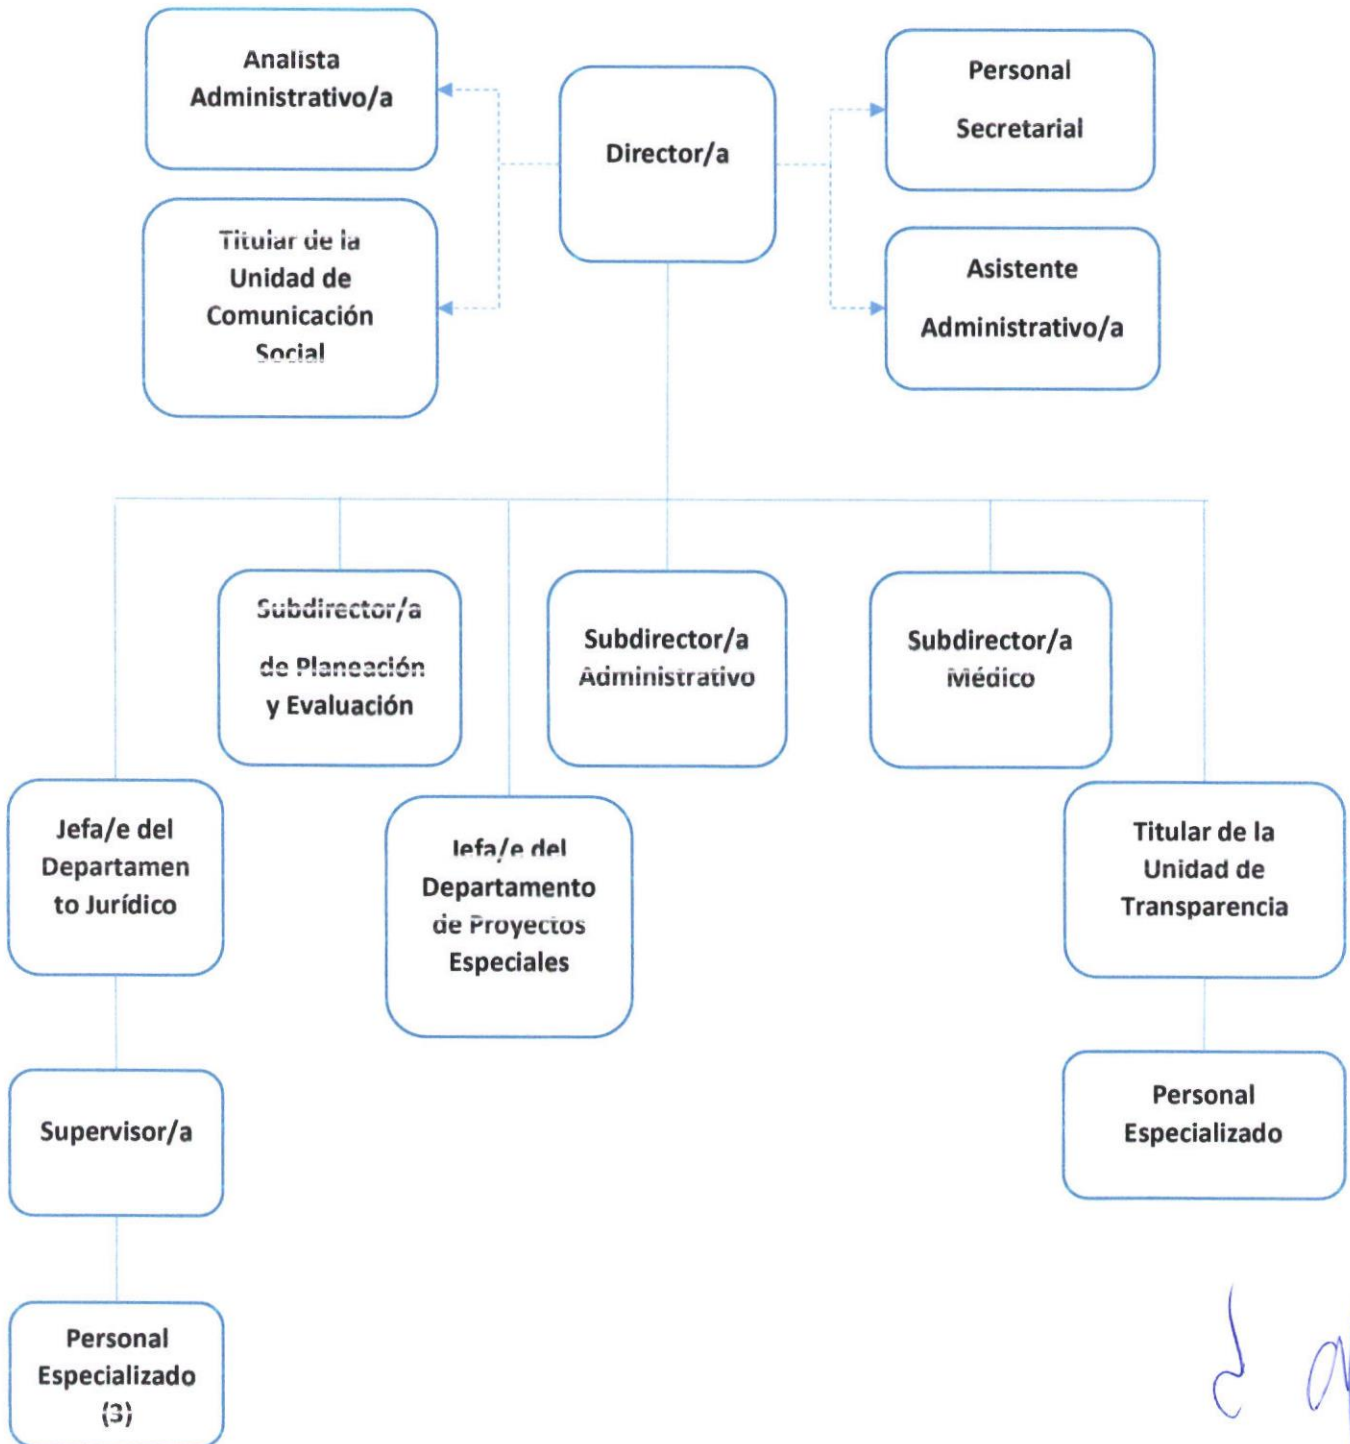 Analista
Administrativo/a
Director/a
Personal
Secretarial
Titular de la
Unidad de
Comunicación
Social
Asistente
Administrativo/a
Subdirector/a
de Planeación
y Evaluación
Subdirector/a
Administrativo
Subdirector/a
Médico
Jefa/e del
Departamen
to Jurídico
Jefa/e del
Departamento
de Proyectos
Especiales
Titular de la
Unidad de
Transparencia
Supervisor/a
Personal
Especializado
Personal
Especializado
(3)